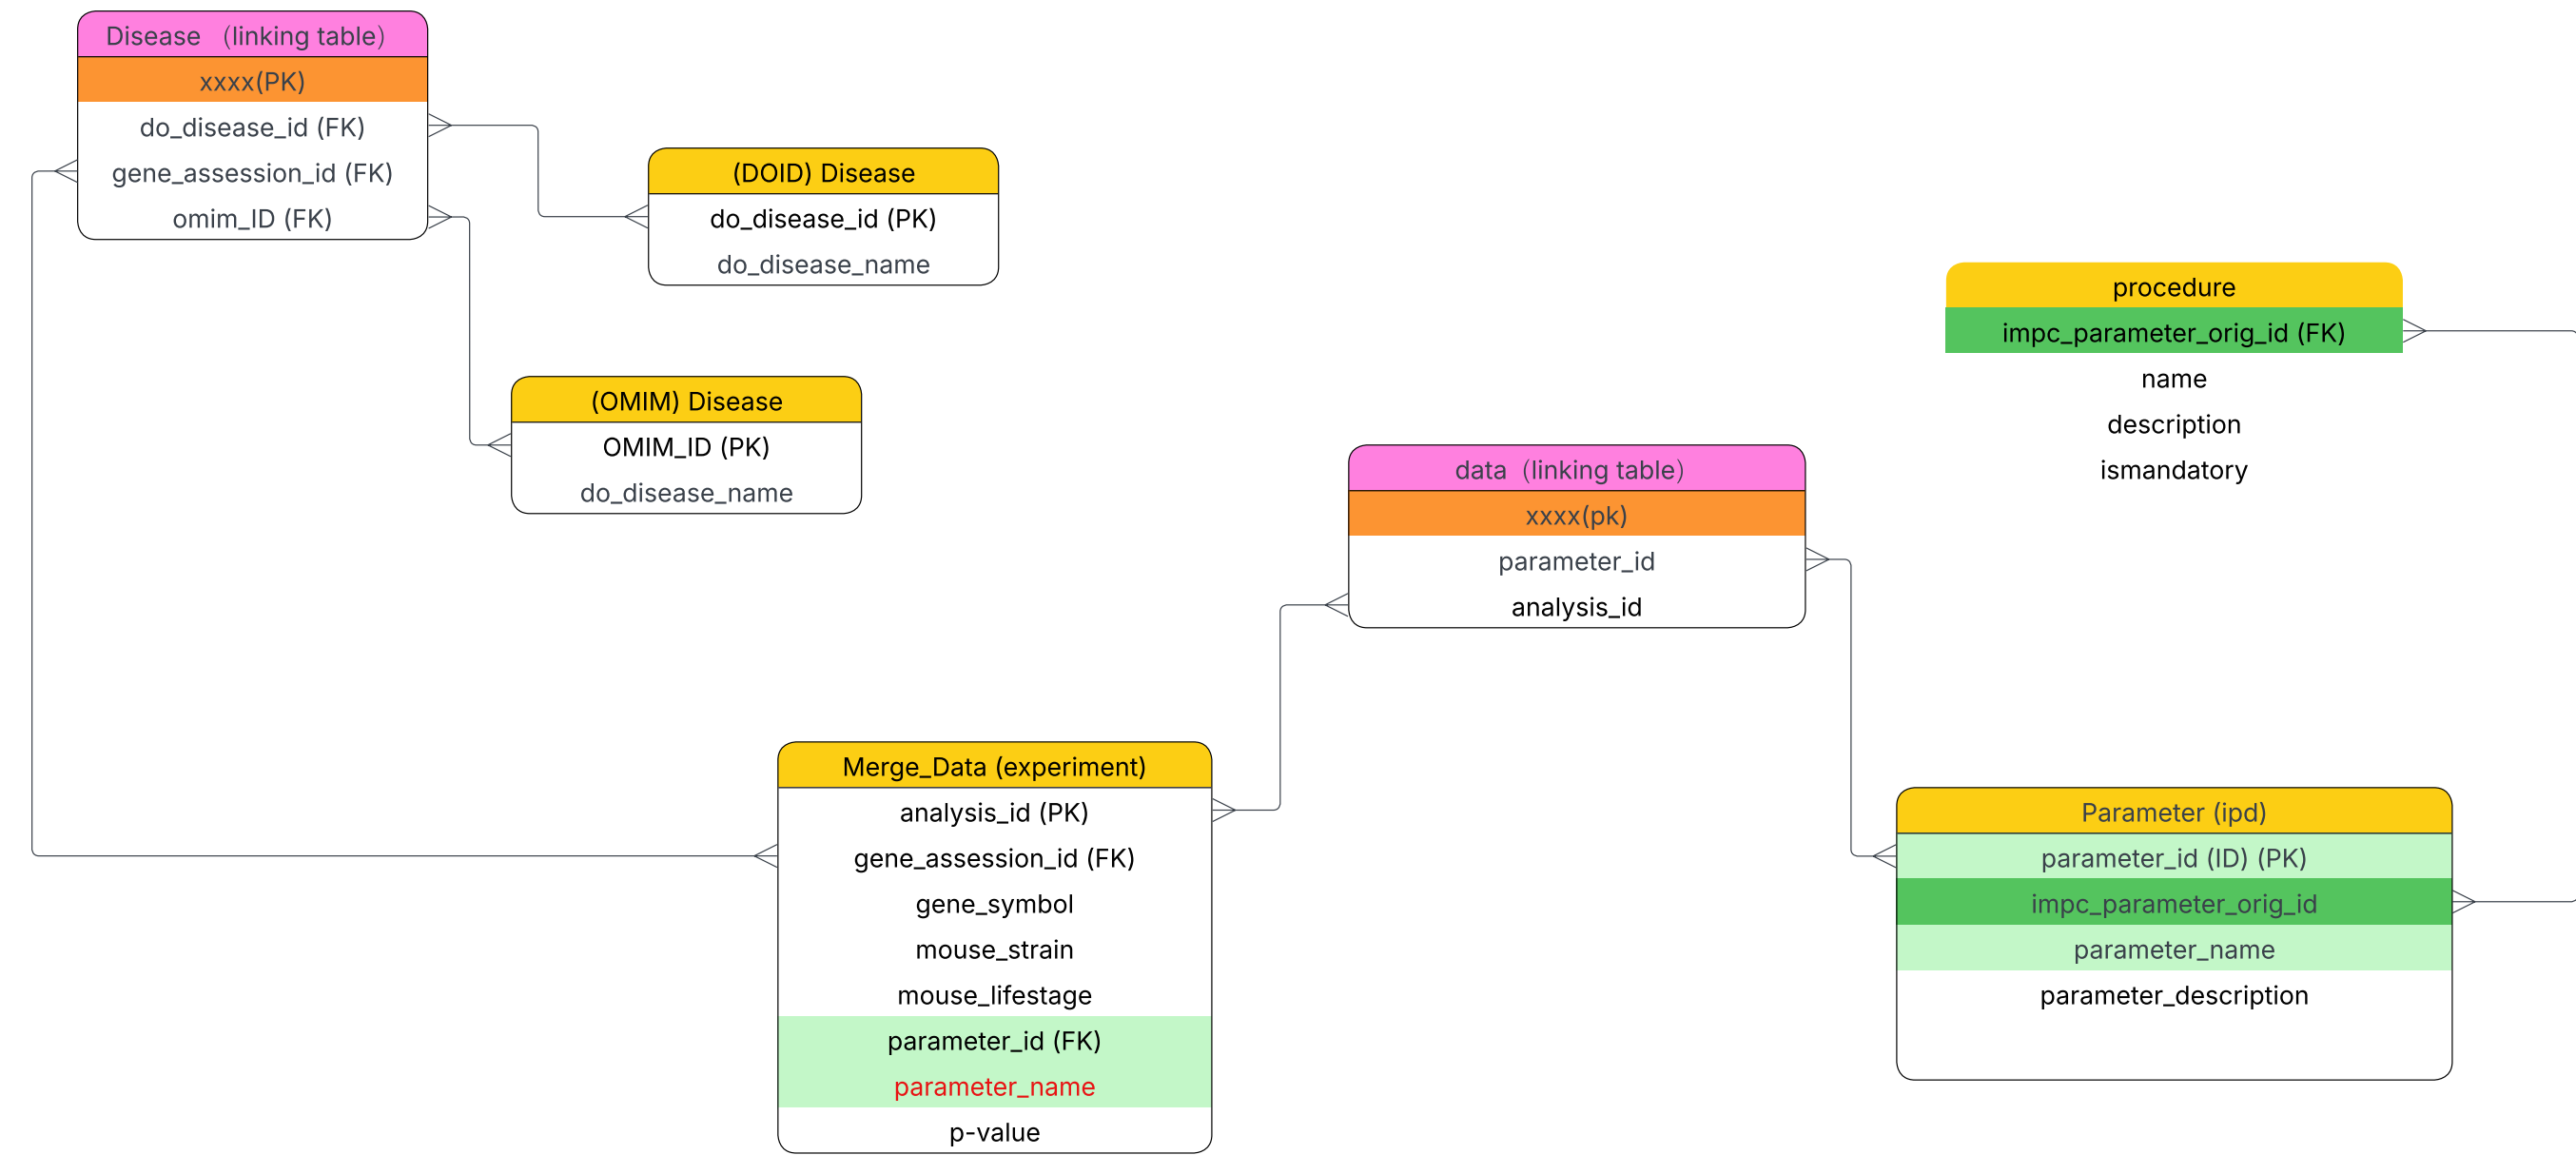 Disease （linking table）
xxxx(PK)
do_disease_id (FK)
gene_assession_id (FK)
omim_ID (FK)
(DOID) Disease
do_disease_id (PK)
do_disease_name
(OMIM) Disease
OMIM_ID (PK)
do_disease_name
procedure
impc_parameter_orig_id (FK)
name
description
ismandatory
data（linking table）
xxxx(pk)
parameter_id
analysis_id
Merge_Data (experiment)
analysis_id (PK)
gene_assession_id (FK)
gene_symbol
mouse_strain
mouse_lifestage
parameter_id (FK)
parameter_name
p-value
Parameter (ipd)
parameter_id (ID) (PK)
impc_parameter_orig_id
parameter_name
parameter_description